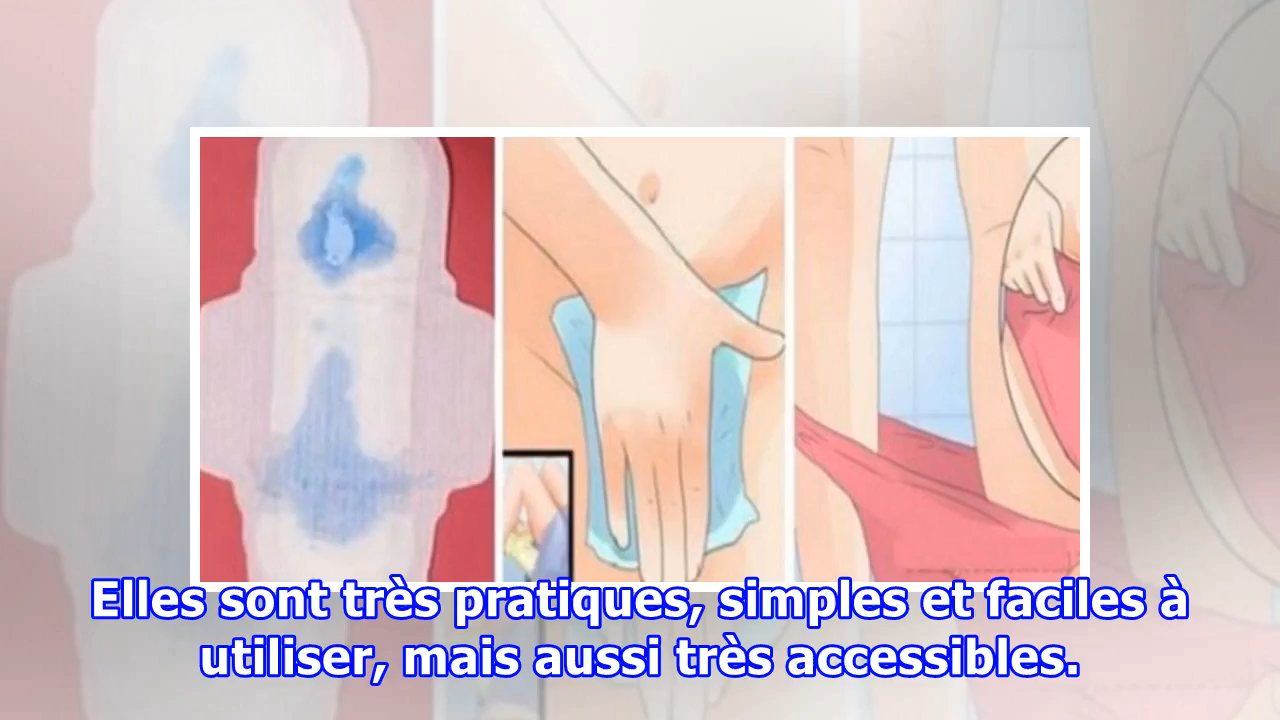 Elles sont très pratiques, simples et faciles à
utiliser, mais aussi très accessibles.